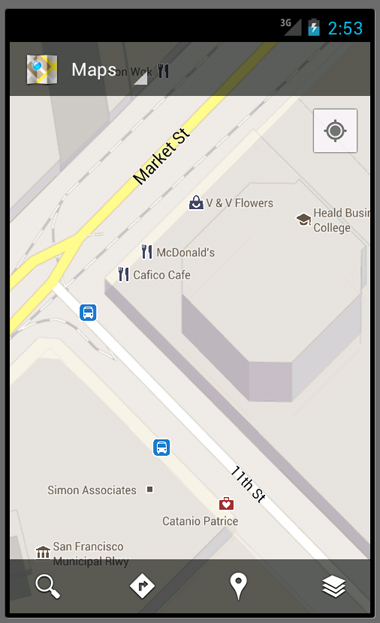 3G
2:53
Maps
Wok
Market St
V & V Flowers
Heald Busin
College
McDonald's
Cafico Cafe
11th St
Simon Associates
Catanio Patrice
San Francisco
Municipal Rlwy